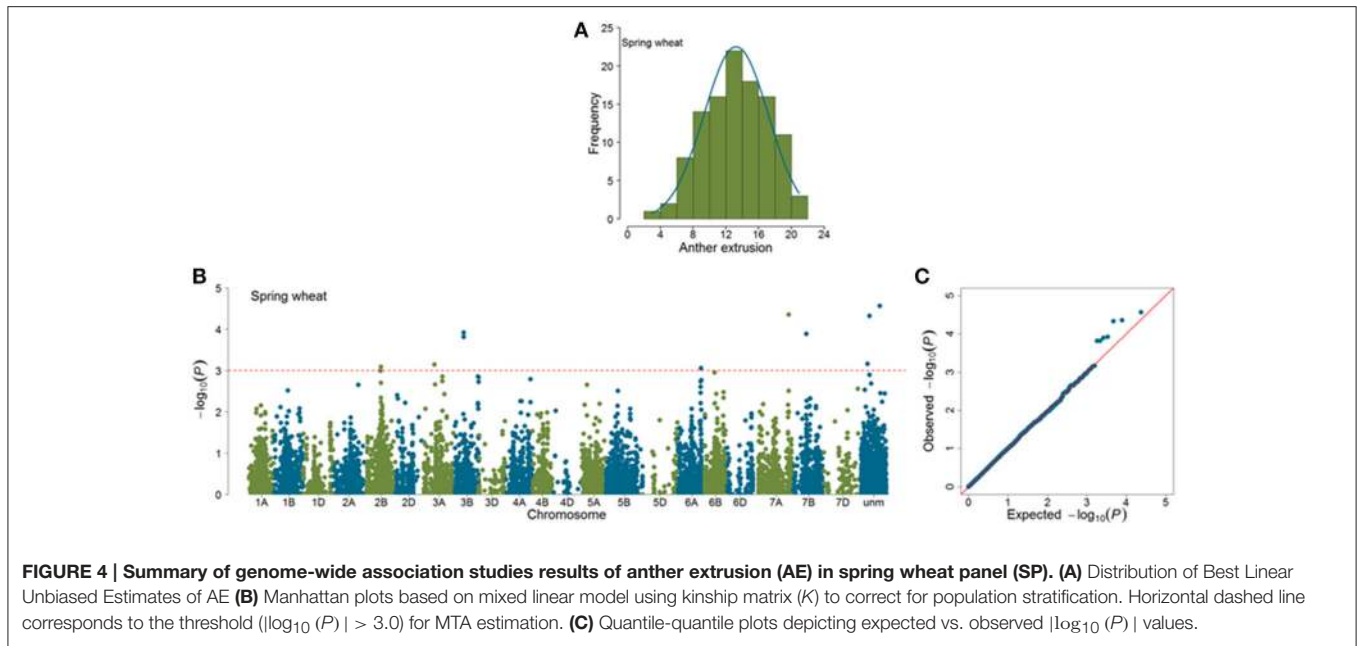 A
Spring wheat
Frequency
25
20
15
10
5
0
0 4 8 12 16 20 24
Anther extrusion
B
Spring wheat
−log₁₀(P)
5
4
3
2
1
0
1A 1B 1D 2A 2B 2D 3A 3B 3D 4A 4B 4D 5A 5B 5D 6A 6B 6D 7A 7B 7D unm
Chromosome
C
Observed −log₁₀(P)
5
4
3
2
1
0
0 1 2 3 4 5
Expected −log₁₀(P)
FIGURE 4 | Summary of genome-wide association studies results of anther extrusion (AE) in spring wheat panel (SP). (A) Distribution of Best Linear
Unbiased Estimates of AE (B) Manhattan plots based on mixed linear model using kinship matrix (K) to correct for population stratification. Horizontal dashed line
corresponds to the threshold (|log₁₀ (P) | > 3.0) for MTA estimation. (C) Quantile-quantile plots depicting expected vs. observed |log₁₀ (P) | values.